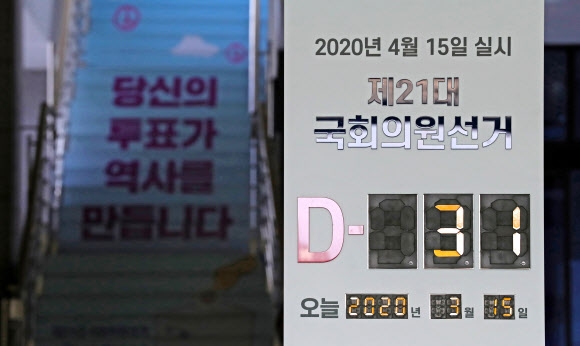 당신의
투표가
역사를
만듭니다
2020년 4월 15일 실시
제21대
국회의원선거
D-31
오늘 2020년 3월 15일